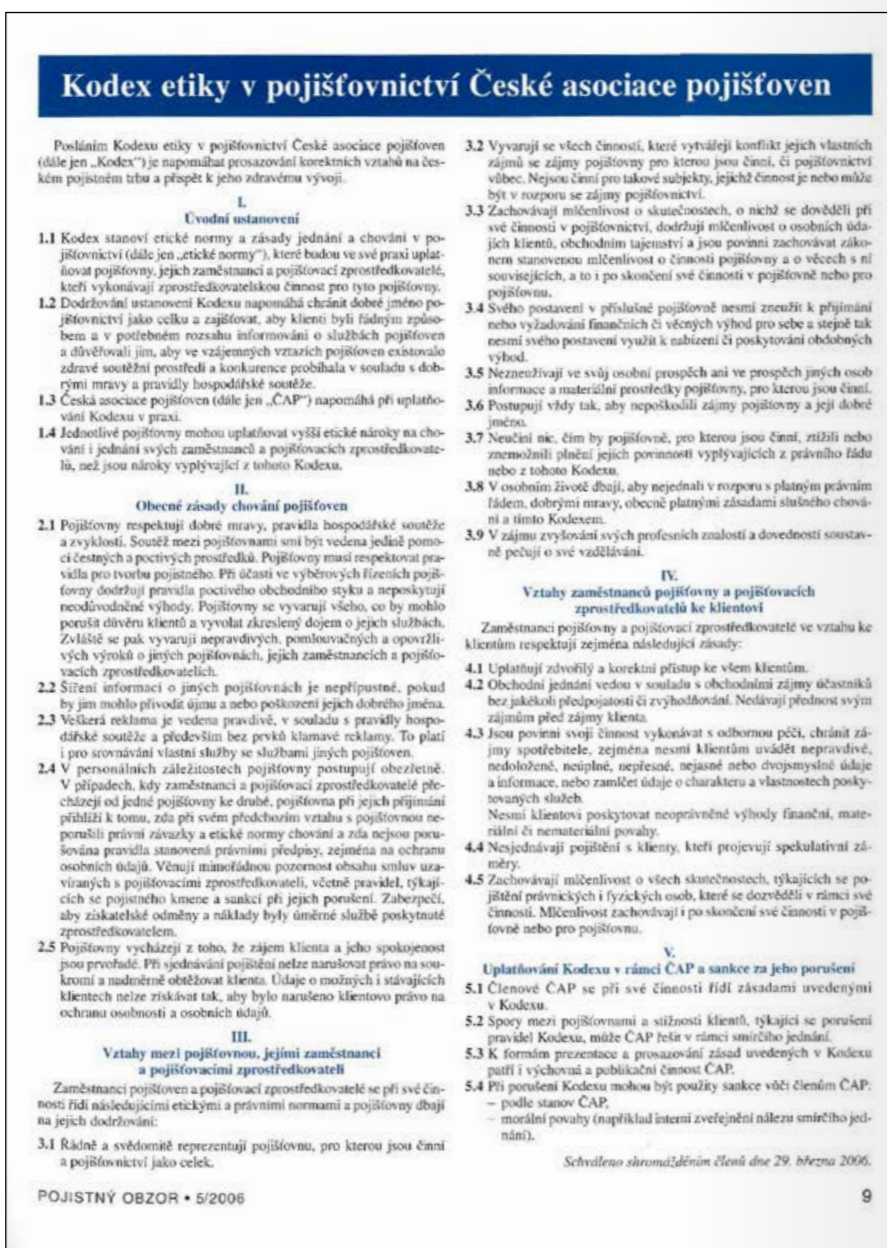 Kodex etiky v pojišťovnictví České asociace pojišťoven
Posláním Kodexu etiky v pojišťovnictví České asociace pojišťoven
(dále jen „Kodex“) je napomáhat prosazování korektních vztahů na čes-
kém pojistném trhu a přispět k jeho zdravému vývoji.
I.
Úvodní ustanovení
1.1 Kodex stanoví etické normy a zásady jednání a chování v po-
jišťovnictví (dále jen „etické normy“), které budou ve své praxi uplat-
ňovat pojišťovny, jejich zaměstnanci a pojišťovací zprostředkovatelé,
kteří vykonávají zprostředkovatelskou činnost pro tyto pojišťovny.
1.2 Dodržování ustanovení Kodexu napomáhá chránit dobré jméno po-
jišťovnictví jako celku a zajišťovat, aby klienti byli řádným způso-
bem a v potřebném rozsahu informováni o službách pojišťoven
a důvěřovali jim, aby ve vzájemných vztazích pojišťoven existovalo
zdravé soutěžní prostředí a konkurence probíhala v souladu s dob-
rými mravy a pravidly hospodářské soutěže.
1.3 Česká asociace pojišťoven (dále jen „ČAP“) napomáhá při uplatňo-
vání Kodexu v praxi.
1.4 Jednotlivé pojišťovny mohou uplatňovat vyšší etické nároky na cho-
vání i jednání svých zaměstnanců a pojišťovacích zprostředkovate-
lů, než jsou nároky vyplývající z tohoto Kodexu.
II.
Obecné zásady chování pojišťoven
2.1 Pojišťovny respektují dobré mravy, pravidla hospodářské soutěže
a zvyklosti. Soutěž mezi pojišťovnami smí být vedena jedině pomo-
cí čestných a poctivých prostředků. Pojišťovny musí respektovat pra-
vidla pro tvorbu pojistného. Při účasti ve výběrových řízeních pojiš-
ťovny dodržují pravidla poctivého obchodního styku a neposkytují
neodůvodněné výhody. Pojišťovny se vyvarují všeho, co by mohlo
porušit důvěru klientů a vyvolat zkreslený dojem o jejich službách.
Zvláště se pak vyvarují nepravdivých, pomlouvačných a opovržli-
vých výroků o jiných pojišťovnách, jejich zaměstnancích a pojišťo-
vacích zprostředkovatelích.
2.2 Šíření informací o jiných pojišťovnách je nepřípustné, pokud
by jim mohlo přivodit újmu a nebo poškození jejich dobrého jména.
2.3 Veškerá reklama je vedena pravdivě, v souladu s pravidly hospo-
dářské soutěže a především bez prvků klamavé reklamy. To platí
i pro srovnávání vlastní služby se službami jiných pojišťoven.
2.4 V personálních záležitostech pojišťovny postupují obezřetně.
V případech, kdy zaměstnanci a pojišťovací zprostředkovatelé pře-
cházejí od jedné pojišťovny ke druhé, pojišťovna při jejich přijímání
přihlíží k tomu, zda při svém předchozím vztahu s pojišťovnou ne-
porušili právní závazky a etické normy chování a zda nejsou poru-
šována pravidla stanovená právními předpisy, zejména na ochranu
osobních údajů. Věnují mimořádnou pozornost obsahu smluv uza-
víraných s pojišťovacími zprostředkovateli, včetně pravidel, týkají-
cích se pojistného kmene a sankcí při jejich porušení. Zabezpečí,
aby získatelské odměny a náklady byly úměrné službě poskytnuté
zprostředkovatelem.
2.5 Pojišťovny vycházejí z toho, že zájem klienta a jeho spokojenost
jsou prvořadé. Při sjednávání pojištění nelze narušovat právo na sou-
kromí a nadměrně obtěžovat klienta. Údaje o možných i stávajících
klientech nelze získávat tak, aby bylo narušeno klientovo právo na
ochranu osobnosti a osobních údajů.
III.
Vztahy mezi pojišťovnou, jejími zaměstnanci
a pojišťovacími zprostředkovateli
Zaměstnanci pojišťoven a pojišťovací zprostředkovatelé se při své čin-
nosti řídí následujícími etickými a právními normami a pojišťovny dbají
na jejich dodržování:
3.1 Řádně a svědomitě reprezentují pojišťovnu, pro kterou jsou činní
a pojišťovnictví jako celek.
3.2 Vyvarují se všech činností, které vytvářejí konflikt jejich vlastních
zájmů se zájmy pojišťovny pro kterou jsou činní, či pojišťovnictví
vůbec. Nejsou činní pro takové subjekty, jejichž činnost je nebo může
být v rozporu se zájmy pojišťovnictví.
3.3 Zachovávají mlčenlivost o skutečnostech, o nichž se dověděli při
své činnosti v pojišťovnictví, dodržují mlčenlivost o osobních úda-
jích klientů, obchodním tajemství a jsou povinni zachovávat záko-
nem stanovenou mlčenlivost o činnosti pojišťovny a o věcech s ní
souvisejících, a to i po skončení své činnosti v pojišťovně nebo pro
pojišťovnu.
3.4 Svého postavení v příslušné pojišťovně nesmí zneužít k přijímání
nebo vyžadování finančních či věcných výhod pro sebe a stejně tak
nesmí svého postavení využít k nabízení či poskytování obdobných
výhod.
3.5 Nezneužívají ve svůj osobní prospěch ani ve prospěch jiných osob
informace a materiální prostředky pojišťovny, pro kterou jsou činní.
3.6 Postupují vždy tak, aby nepoškodili zájmy pojišťovny a její dobré
jméno.
3.7 Neučiní nic, čím by pojišťovně, pro kterou jsou činní, ztížili nebo
znemožnili plnění jejich povinností vyplývajících z právního řádu
nebo z tohoto Kodexu.
3.8 V osobním životě dbají, aby nejednali v rozporu s platným právním
řádem, dobrými mravy, obecně platnými zásadami slušného chová-
ní a tímto Kodexem.
3.9 V zájmu zvyšování svých profesních znalostí a dovedností soustav-
ně pečují o své vzdělávání.
IV.
Vztahy zaměstnanců pojišťovny a pojišťovacích
zprostředkovatelů ke klientovi
Zaměstnanci pojišťovny a pojišťovací zprostředkovatelé ve vztahu ke
klientům respektují zejména následující zásady:
4.1 Uplatňují zdvořilý a korektní přístup ke všem klientům.
4.2 Obchodní jednání vedou v souladu s obchodními zájmy účastníků
bez jakékoli předpojatosti či zvýhodňování. Nedávají přednost svým
zájmům před zájmy klienta.
4.3 Jsou povinni svoji činnost vykonávat s odbornou péčí, chránit zá-
jmy spotřebitele, zejména nesmí klientům uvádět nepravdivé,
nedoložené, neúplné, nepřesné, nejasné nebo dvojsmyslné údaje
a informace, nebo zamlčet údaje o charakteru a vlastnostech posky-
tovaných služeb.
Nesmí klientovi poskytovat neoprávněné výhody finanční, mate-
riální či nemateriální povahy.
4.4 Nesjednávají pojištění s klienty, kteří projevují spekulativní zá-
měry.
4.5 Zachovávají mlčenlivost o všech skutečnostech, týkajících se po-
jištění právnických i fyzických osob, které se dozvěděli v rámci své
činnosti. Mlčenlivost zachovávají i po skončení své činnosti v pojiš-
ťovně nebo pro pojišťovnu.
V.
Uplatňování Kodexu v rámci ČAP a sankce za jeho porušení
5.1 Členové ČAP se při své činnosti řídí zásadami uvedenými
v Kodexu.
5.2 Spory mezi pojišťovnami a stížnosti klientů, týkající se porušení
pravidel Kodexu, může ČAP řešit v rámci smírčího jednání.
5.3 K formám prezentace a prosazování zásad uvedených v Kodexu
patří i výchovná a publikační činnost ČAP.
5.4 Při porušení Kodexu mohou být použity sankce vůči členům ČAP:
– podle stanov ČAP,
– morální povahy (například interní zveřejnění nálezu smírčího jed-
nání).
Schváleno shromážděním členů dne 29. března 2006.
POJISTNÝ OBZOR • 5/2006
9